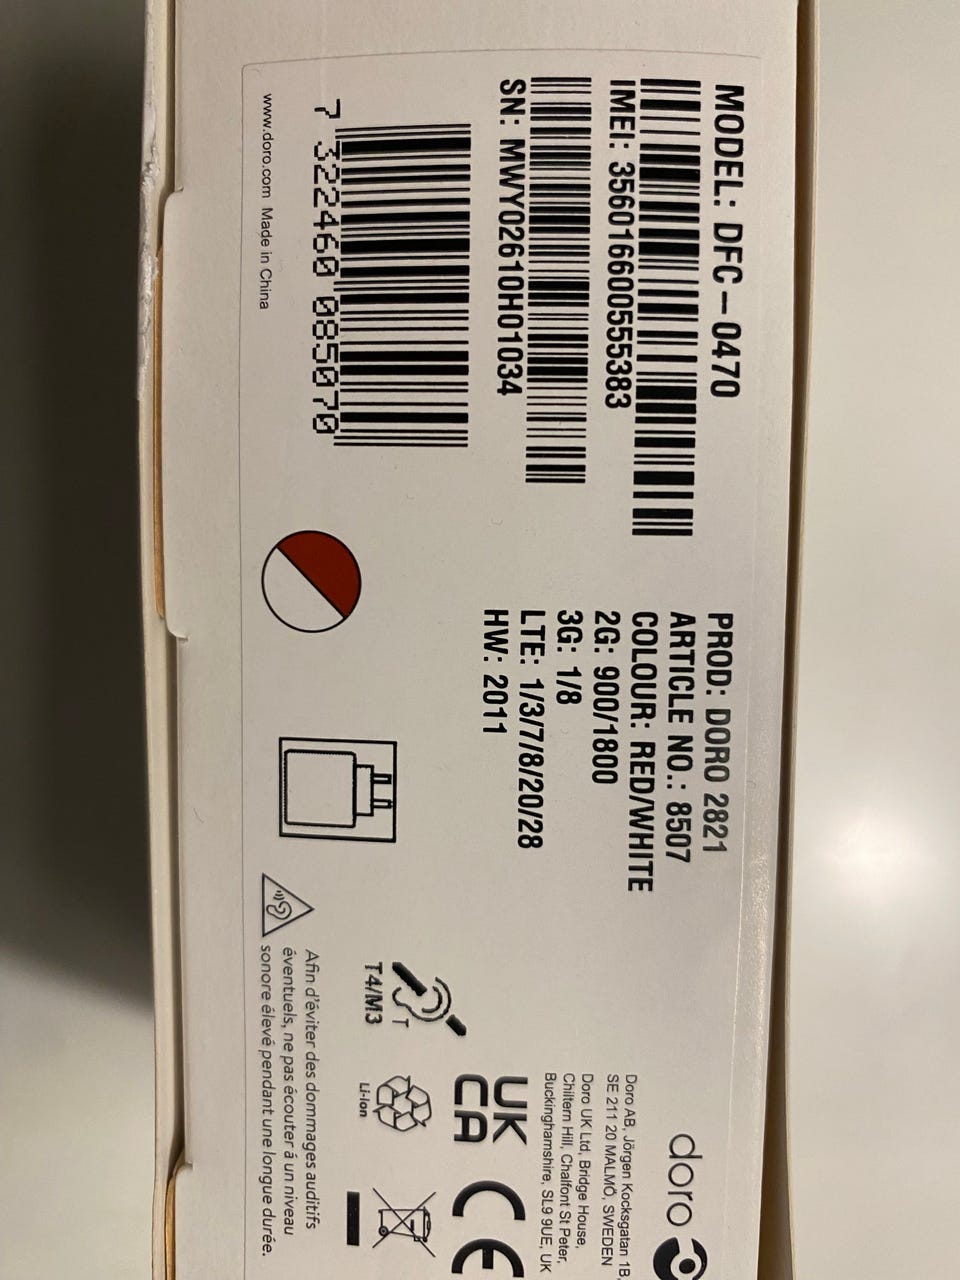 MODEL: DFC-0470
IMEI: 356016600555383
SN: MWY02610H01034
7 322460 085070
www.doro.com Made in China
PROD: DORO 2821
ARTICLE NO.: 8507
COLOUR: RED/WHITE
2G: 900/1800
3G: 1/8
LTE: 1/3/7/8/20/28
HW: 2011
doro
Doro AB, Jörgen Kocksgatan 1B,
SE 211 20 MALMÖ, SWEDEN
Doro UK Ltd, Bridge House,
Chiltern Hill, Chalfont St Peter,
Buckinghamshire, SL9 9UE, UK
UK
CA
CE
T
T4/M3
Li-Ion
Afin d'éviter des dommages auditifs
éventuels, ne pas écouter á un niveau
sonore élevé pendant une longue durée.